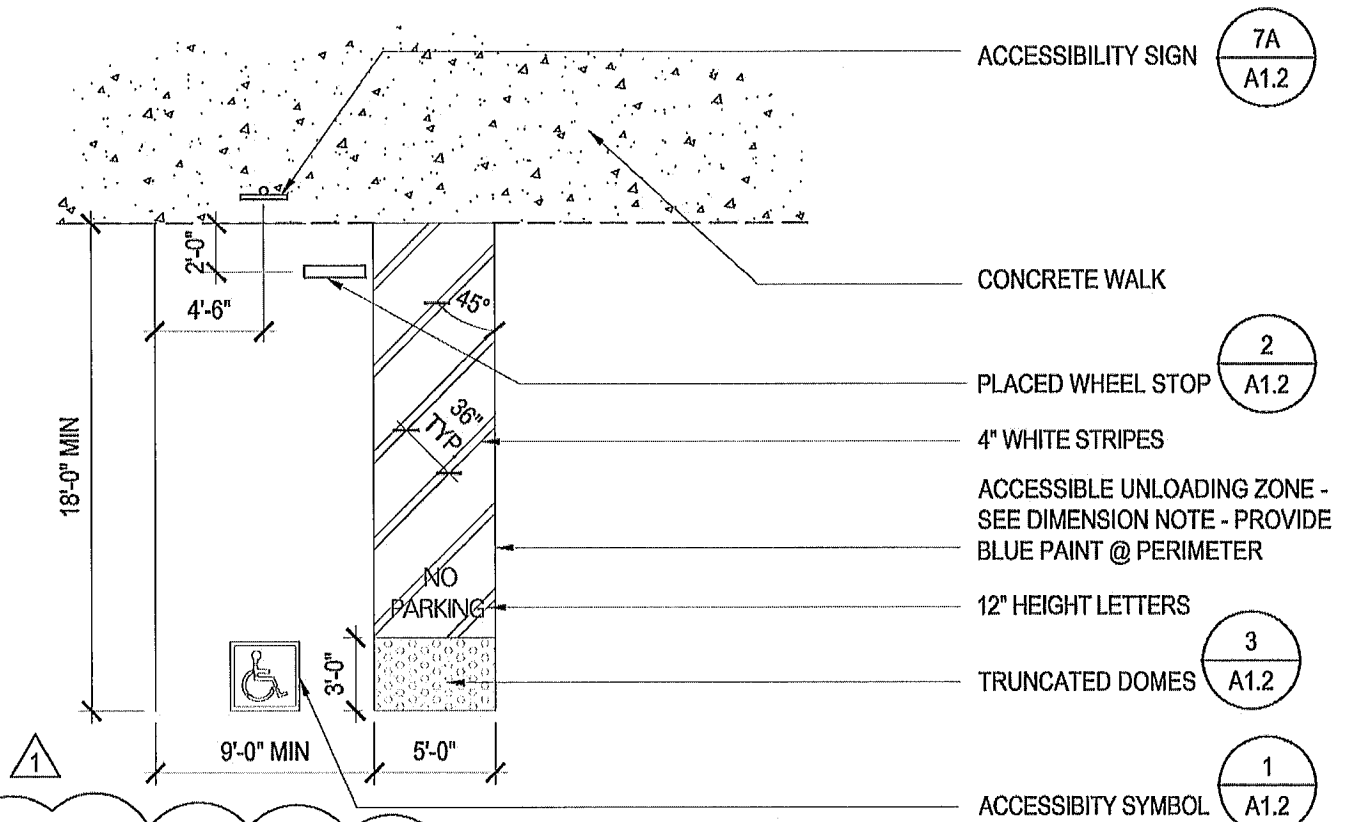 7A
ACCESSIBILITY SIGN
A1.2
2'-0"
4'-6"
45°
CONCRETE WALK
2
PLACED WHEEL STOP
A1.2
36"
TYP.
4" WHITE STRIPES
18'-0" MIN
ACCESSIBLE UNLOADING ZONE -
SEE DIMENSION NOTE - PROVIDE
BLUE PAINT @ PERIMETER
NO
PARKING
12" HEIGHT LETTERS
3
3'-0"
TRUNCATED DOMES
A1.2
1
9'-0" MIN
5'-0"
1
ACCESSIBITY SYMBOL
A1.2